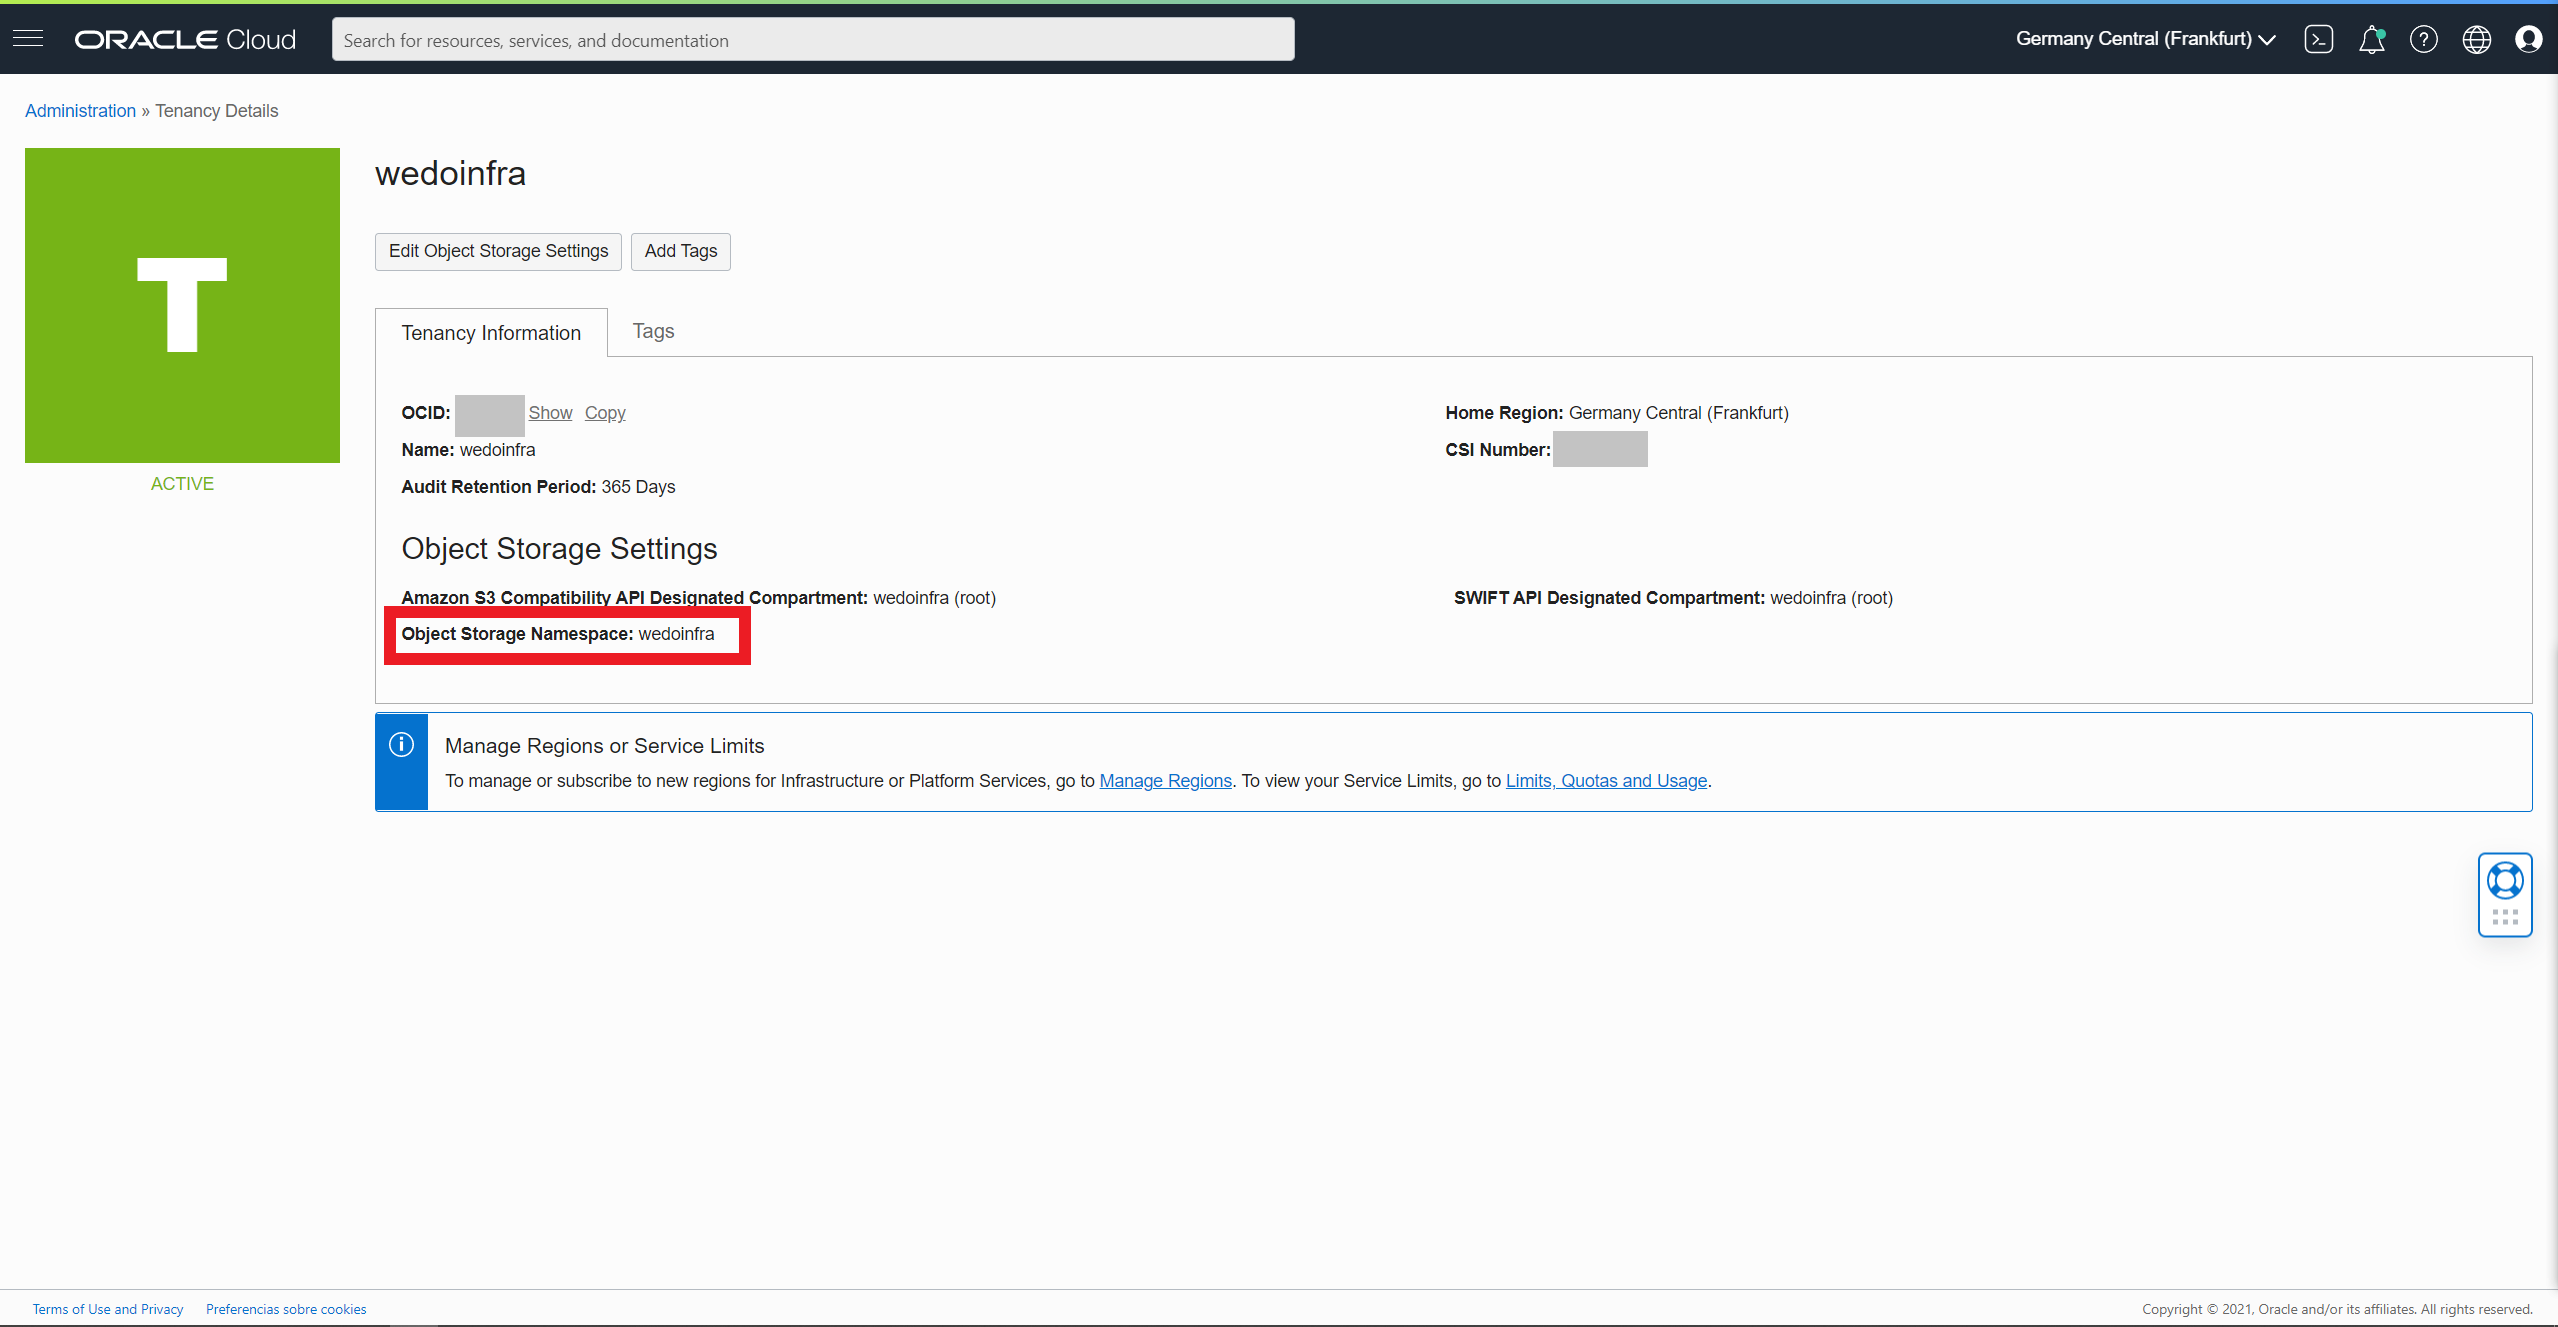 ORACLE Cloud
Search for resources, services, and documentation
Germany Central (Frankfurt)
Administration » Tenancy Details
T
ACTIVE
wedoinfra
Edit Object Storage Settings
Add Tags
Tenancy Information
Tags
OCID: Show Copy
Home Region: Germany Central (Frankfurt)
Name: wedoinfra
CSI Number:
Audit Retention Period: 365 Days
Object Storage Settings
Amazon S3 Compatibility API Designated Compartment: wedoinfra (root)
SWIFT API Designated Compartment: wedoinfra (root)
Object Storage Namespace: wedoinfra
Manage Regions or Service Limits
To manage or subscribe to new regions for Infrastructure or Platform Services, go to Manage Regions. To view your Service Limits, go to Limits, Quotas and Usage.
Terms of Use and Privacy
Preferencias sobre cookies
Copyright © 2021, Oracle and/or its affiliates. All rights reserved.